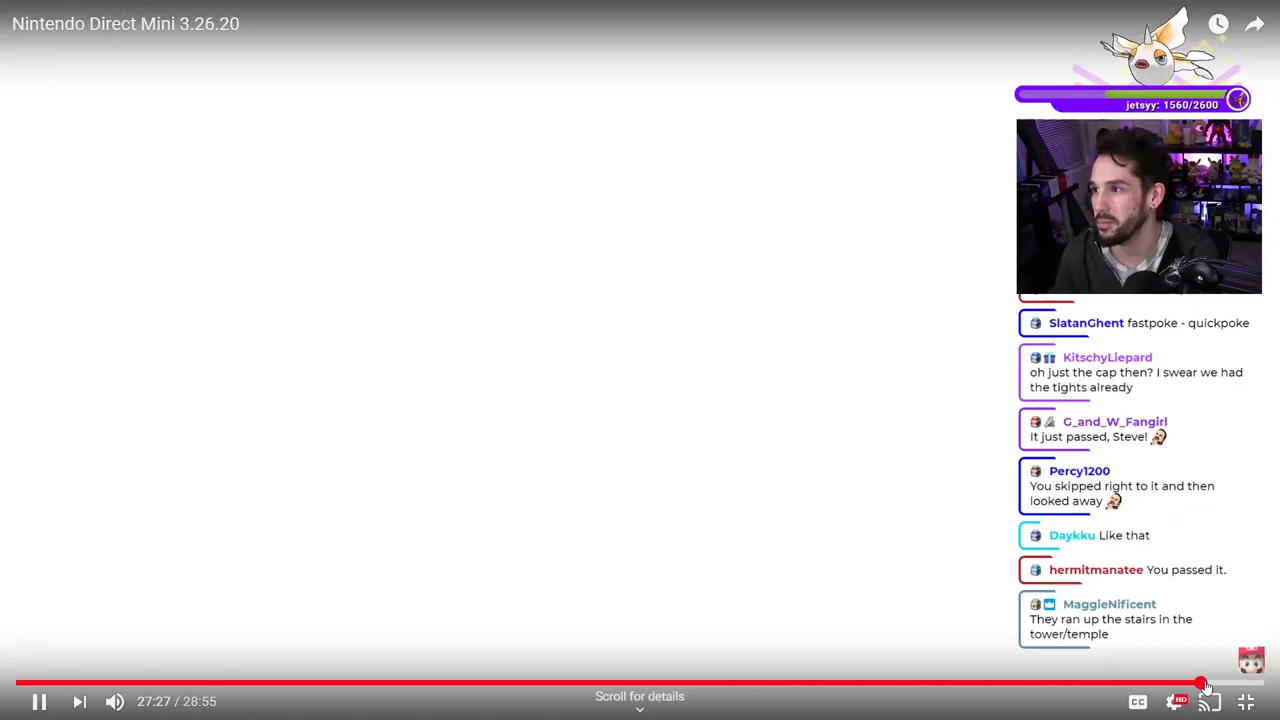 Nintendo Direct Mini 3.26.20
jetsyy: 1560/2600
SlatanGhent fastpoke - quickpoke
KitschyLiepard
oh just the cap then? I swear we had
the tights already
G_and_W_Fangirl
It just passed, Steve!
Percy1200
You skipped right to it and then
looked away
Daykku Like that
hermitmanatee You passed it.
MaggieNificent
They ran up the stairs in the
tower/temple
27:27 / 28:55
Scroll for details
CC
HD